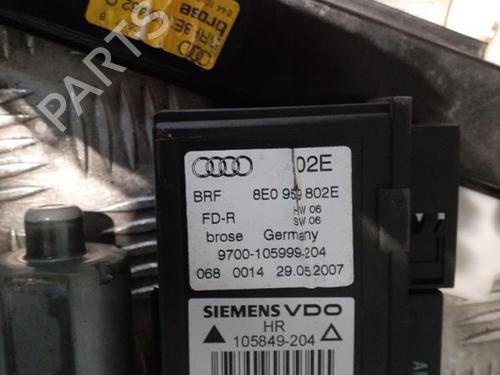 brose
02E
BRF 8E0 959 802E
FD-R HW 06
SW 06
brose Germany
9700-105999-204
068 0014 29.05.2007
SIEMENS VDO
HR
105849-204